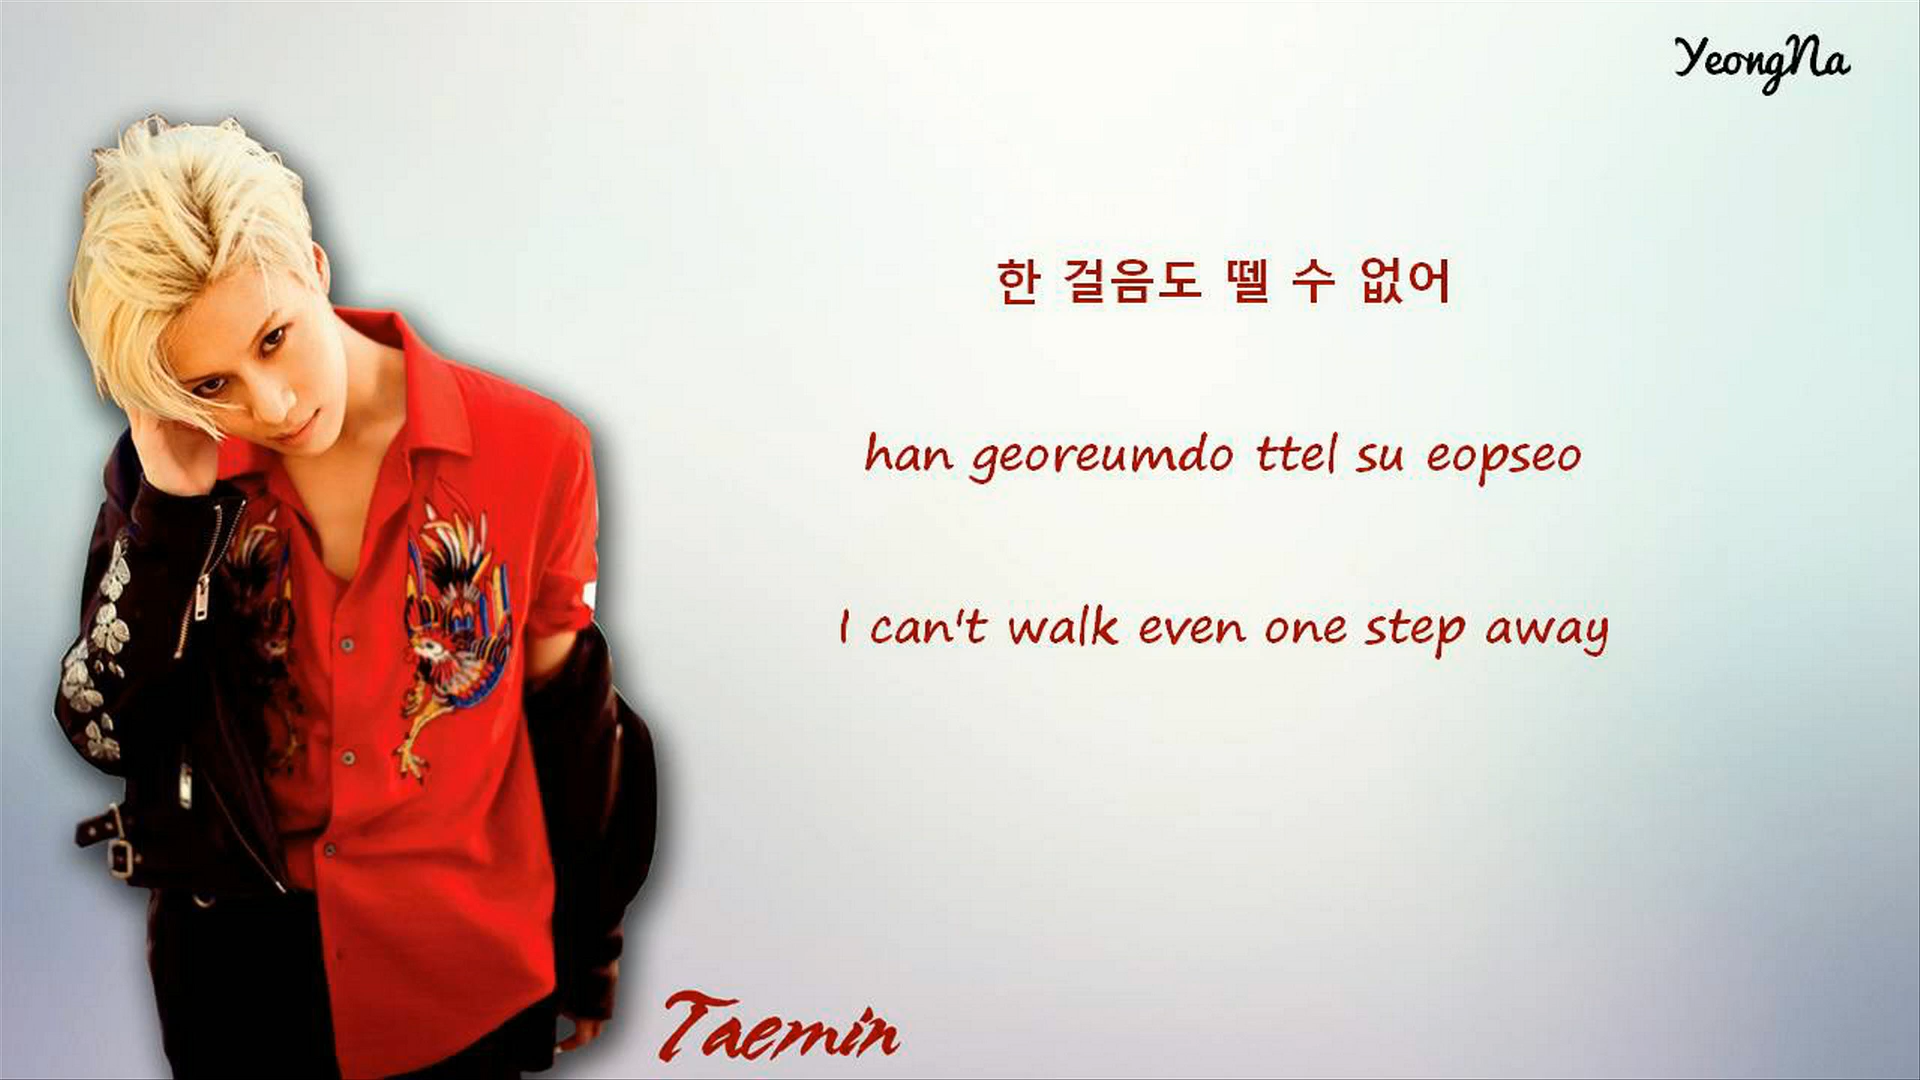 YeongNa
한 걸음도 뗄 수 없어
han georeumdo ttel su eopseo
I can't walk even one step away
Taemin